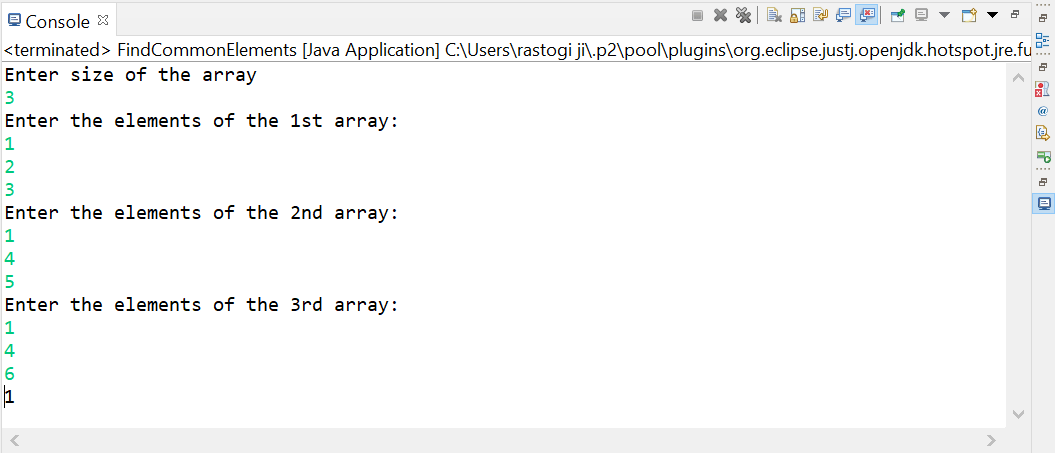 Console
<terminated> FindCommonElements [Java Application] C:\Users\rastogi ji\.p2\pool\plugins\org.eclipse.justj.openjdk.hotspot.jre.fu
Enter size of the array
3
Enter the elements of the 1st array:
1
2
3
Enter the elements of the 2nd array:
1
4
5
Enter the elements of the 3rd array:
1
4
6
1